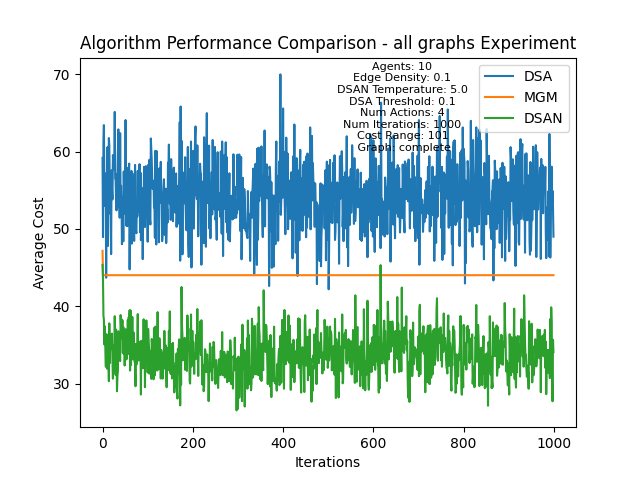 Algorithm Performance Comparison - all graphs Experiment
Agents: 10
Edge Density: 0.1
DSAN Temperature: 5.0
DSA Threshold: 0.1
Num Actions: 4
Num Iterations: 1000
Cost Range: 101
Graph: complete
DSA
MGM
DSAN
70
60
50
40
30
Average Cost
0
200
400
600
800
1000
Iterations